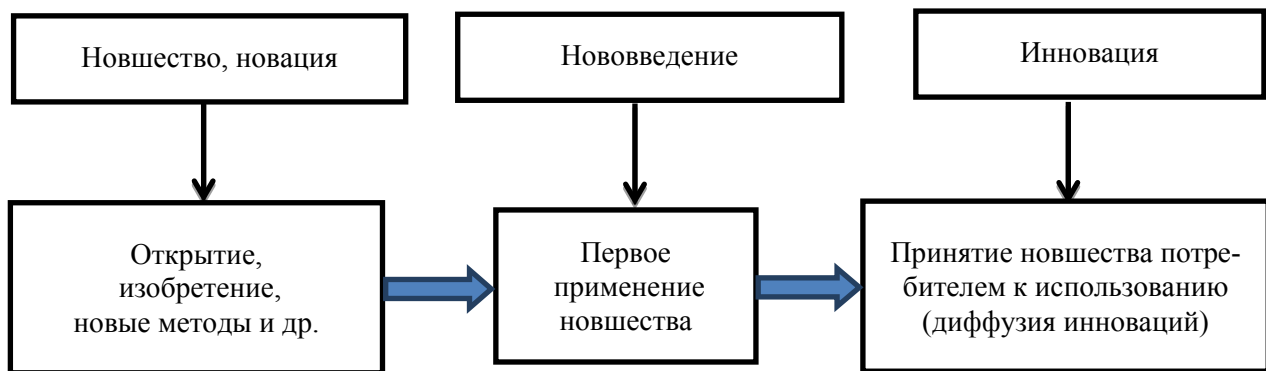 Новшество, новация
Нововведение
Инновация
Открытие,
изобретение,
новые методы и др.
Первое
применение
новшества
Принятие новшества потре-
бителем к использованию
(диффузия инноваций)